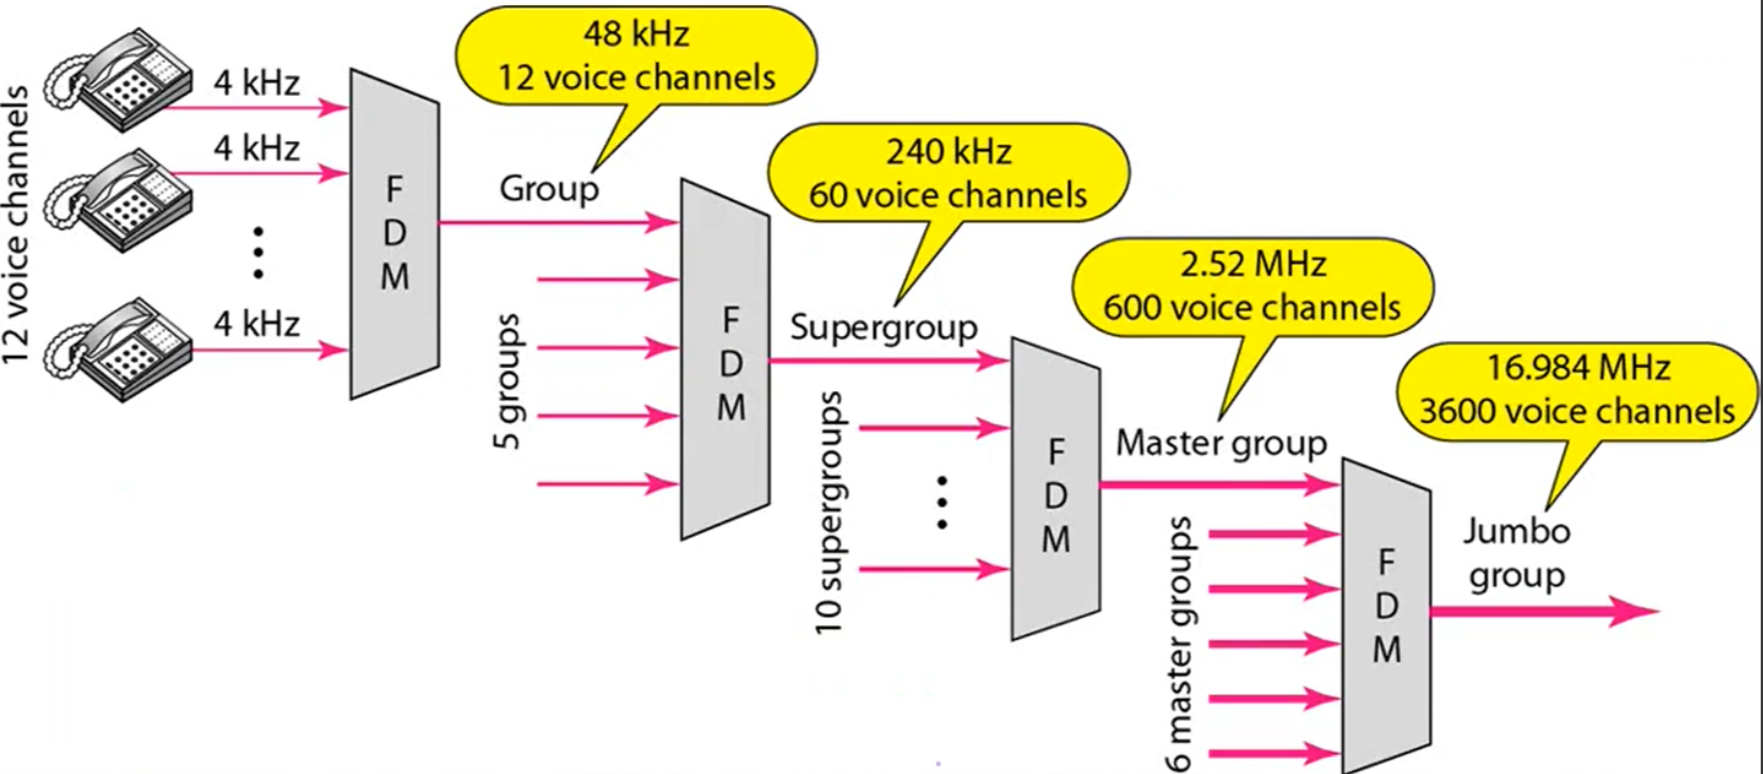 12 voice channels
4 kHz
4 kHz
4 kHz
F
D
M
48 kHz
12 voice channels
Group
5 groups
F
D
M
240 kHz
60 voice channels
Supergroup
10 supergroups
F
D
M
2.52 MHz
600 voice channels
Master group
6 master groups
F
D
M
16.984 MHz
3600 voice channels
Jumbo
group